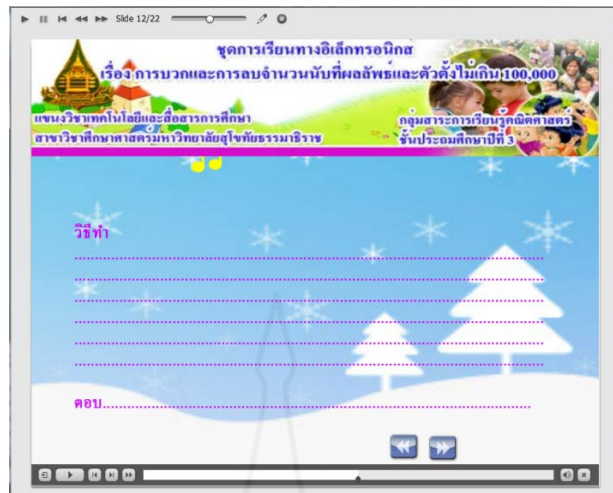 Slide 12/22
ชุดการเรียนทางอิเล็กทรอนิกส
เรื่อง การบวกและการลบจำนวนนับที่ผลลัพธ์และตัวตั้งไม่เกิน 100,000
แขนงวิชาเทคโนโลยีและสื่อสารการศึกษา
กลุ่มสาระการเรียนรู้คณิตศาสตร์
สาขาวิชาศึกษาศาสตร์มหาวิทยาลัยสุโขทัยธรรมาธิราช
ชั้นประถมศึกษาปีที่ 3
วิธีทำ
................................................................................
................................................................................
................................................................................
................................................................................
................................................................................
................................................................................
ตอบ................................................................................